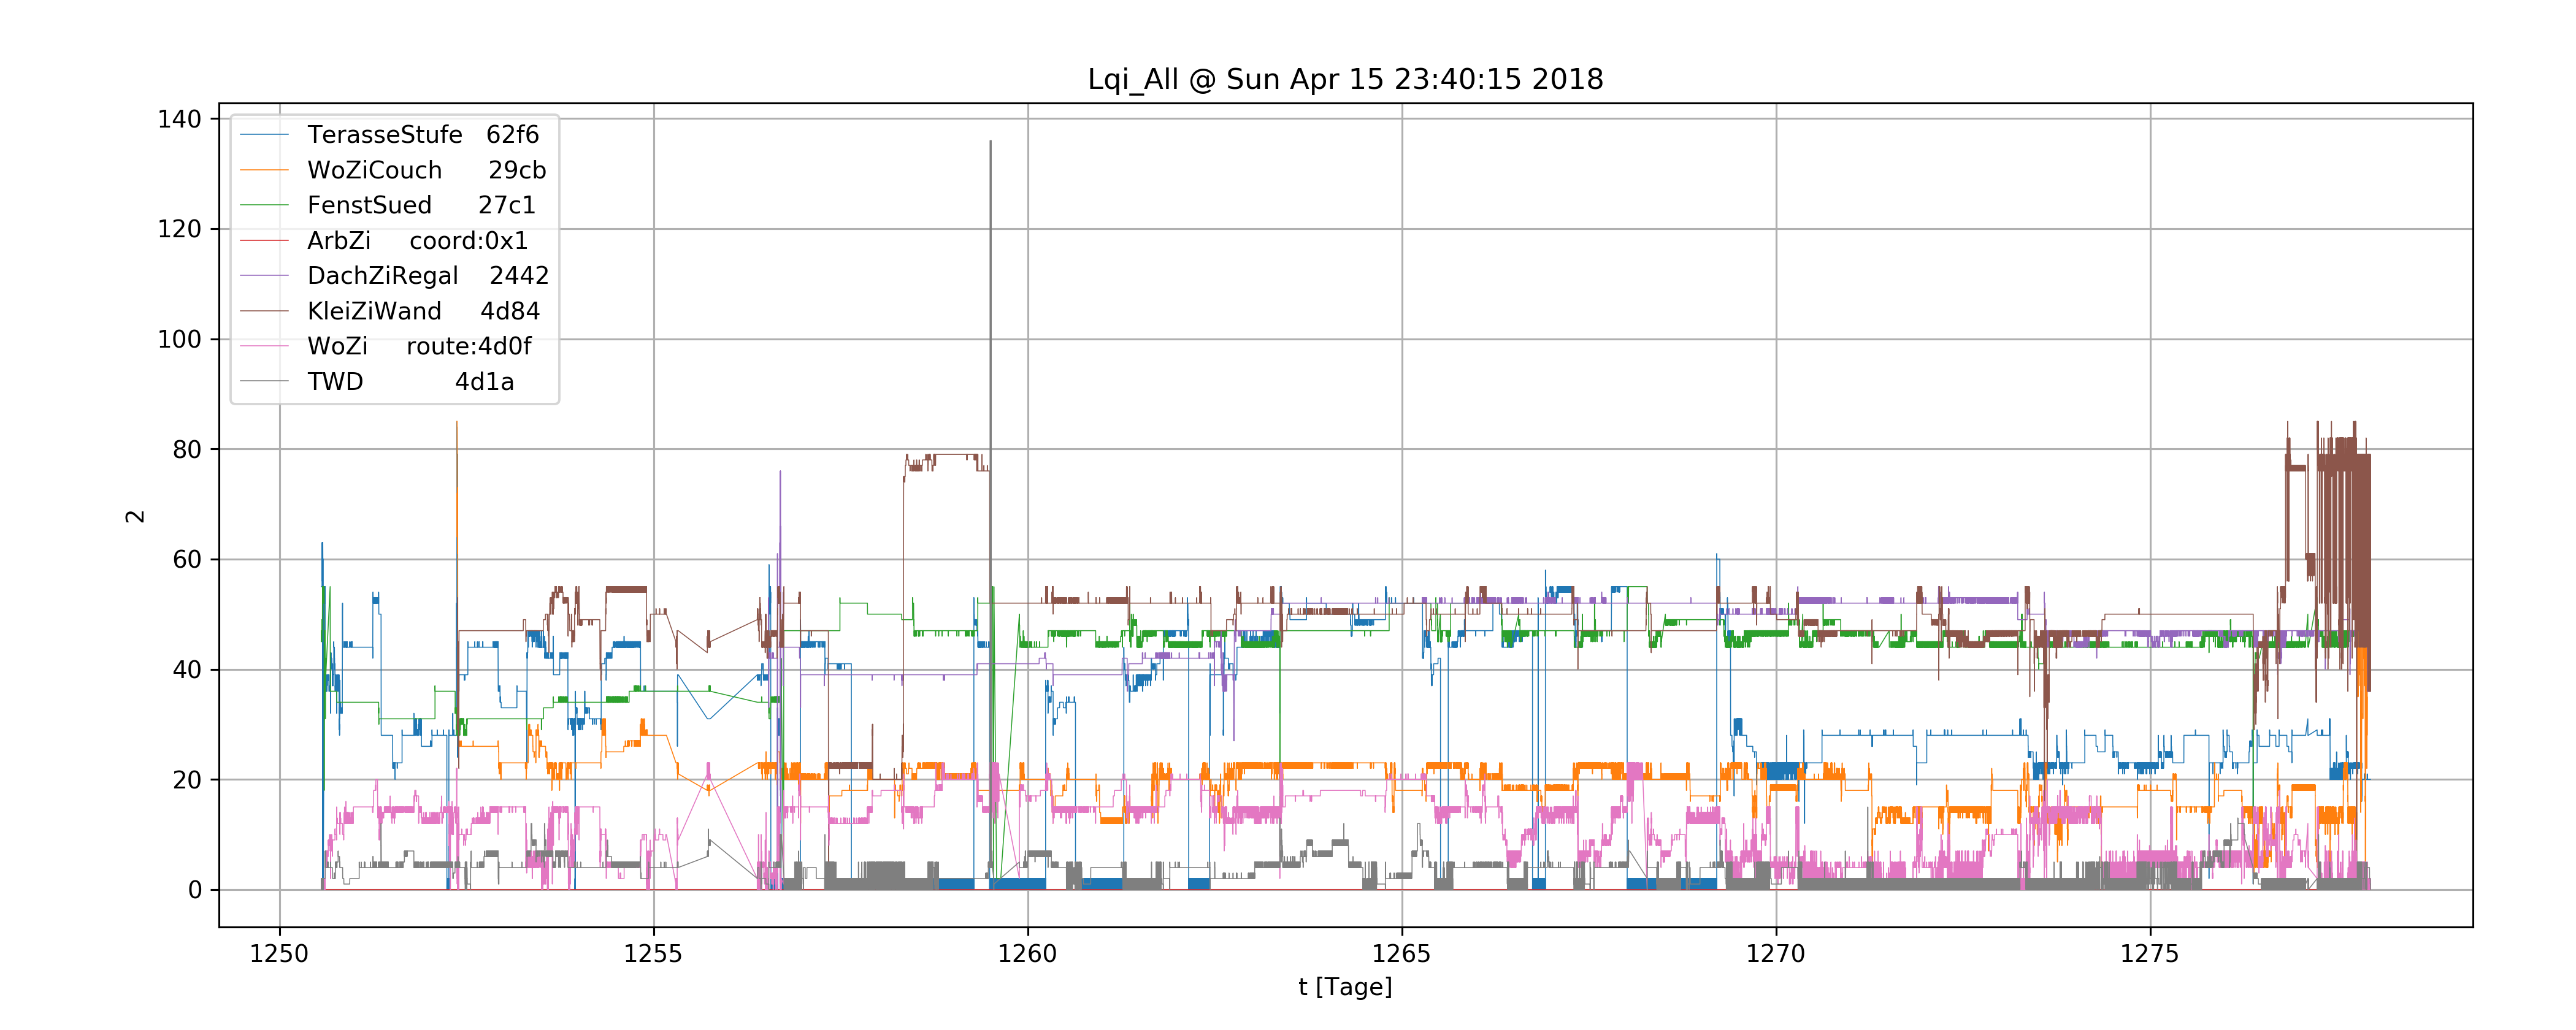 Lqi_All @ Sun Apr 15 23:40:15 2018
140
120
100
80
60
40
20
0
2
TerasseStufe 62f6
WoZiCouch 29cb
FenstSued 27c1
ArbZi coord:0x1
DachZiRegal 2442
KleiZiWand 4d84
WoZi route:4d0f
TWD 4d1a
1250 1255 1260 1265 1270 1275
t [Tage]